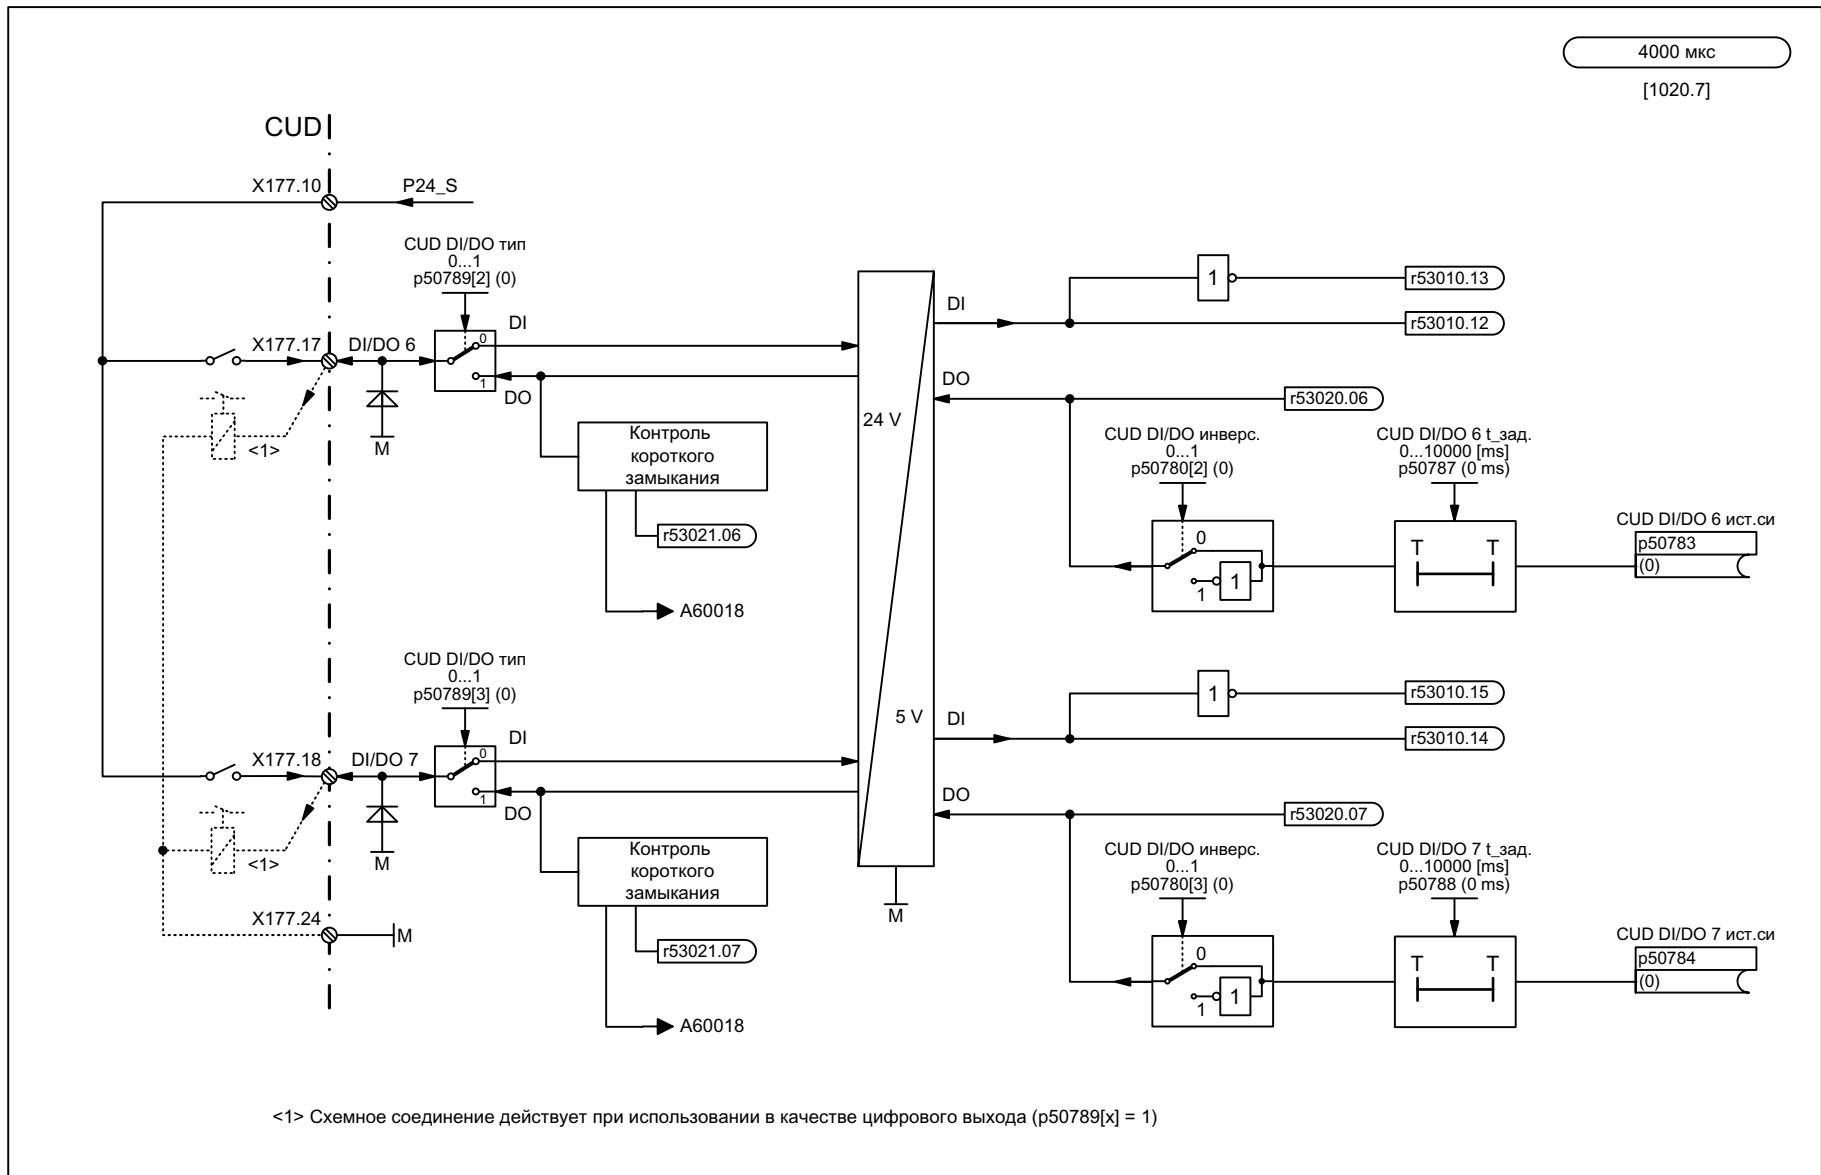 4000 мкс
[1020.7]
CUD
X177.10
P24_S
CUD DI/DO тип
0...1
p50789[2] (0)
X177.17
DI/DO 6
0
1
DI
DO
<1>
M
Контроль
короткого
замыкания
r53021.06
A60018
24 V
5 V
M
DI
1
r53010.13
r53010.12
DO
r53020.06
CUD DI/DO инверс.
0...1
p50780[2] (0)
0
1
1
CUD DI/DO 6 t_зад.
0...10000 [ms]
p50787 (0 ms)
T T
CUD DI/DO 6 ист.си
p50783
(0)
CUD DI/DO тип
0...1
p50789[3] (0)
X177.18
DI/DO 7
0
1
DI
DO
<1>
M
Контроль
короткого
замыкания
r53021.07
A60018
X177.24
M
DI
1
r53010.15
r53010.14
DO
r53020.07
CUD DI/DO инверс.
0...1
p50780[3] (0)
0
1
1
CUD DI/DO 7 t_зад.
0...10000 [ms]
p50788 (0 ms)
T T
CUD DI/DO 7 ист.си
p50784
(0)
<1> Схемное соединение действует при использовании в качестве цифрового выхода (p50789[x] = 1)